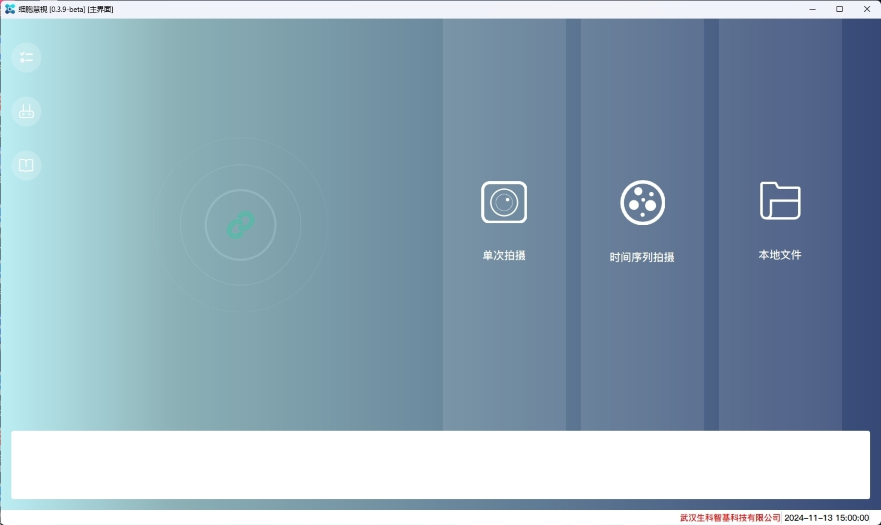 细胞慧视 [0.3.9-beta] [主界面]
单次拍摄
时间序列拍摄
本地文件
武汉生科智基科技有限公司 2024-11-13 15:00:00